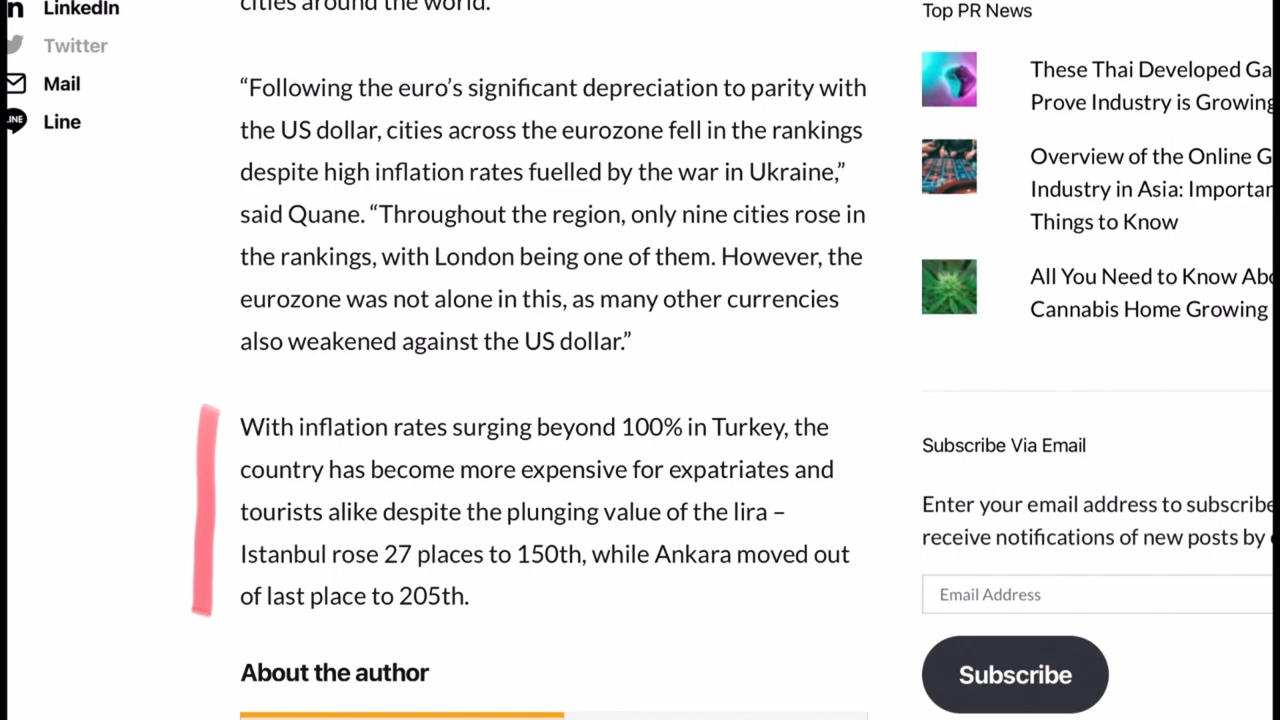 cities around the world.
LinkedIn
Twitter
Mail
Line
LINE
“Following the euro’s significant depreciation to parity with
the US dollar, cities across the eurozone fell in the rankings
despite high inflation rates fuelled by the war in Ukraine,”
said Quane. “Throughout the region, only nine cities rose in
the rankings, with London being one of them. However, the
eurozone was not alone in this, as many other currencies
also weakened against the US dollar.”
With inflation rates surging beyond 100% in Turkey, the
country has become more expensive for expatriates and
tourists alike despite the plunging value of the lira –
Istanbul rose 27 places to 150th, while Ankara moved out
of last place to 205th.
About the author
Top PR News
These Thai Developed
Prove Industry is Growing
Overview of the Online
Industry in Asia:
Things to Know
All You Need to Know
Cannabis Home Growing
Subscribe Via Email
Enter your email address to subscribe
receive notifications of new posts by
Email Address
Subscribe